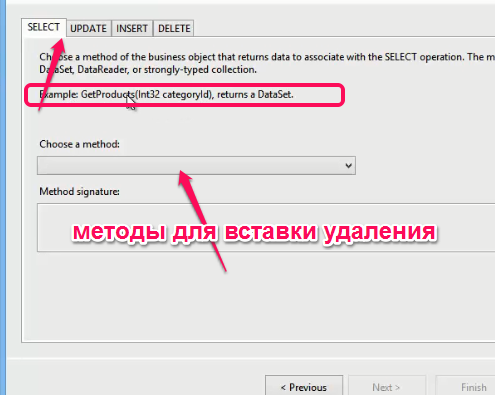 SELECT UPDATE INSERT DELETE
Choose a method of the business object that returns data to associate with the SELECT operation. The m
DataSet, DataReader, or strongly-typed collection.
Example: GetProducts(Int32 categoryId), returns a DataSet.
Choose a method:
Method signature:
методы для вставки удаления
< Previous Next > Finish